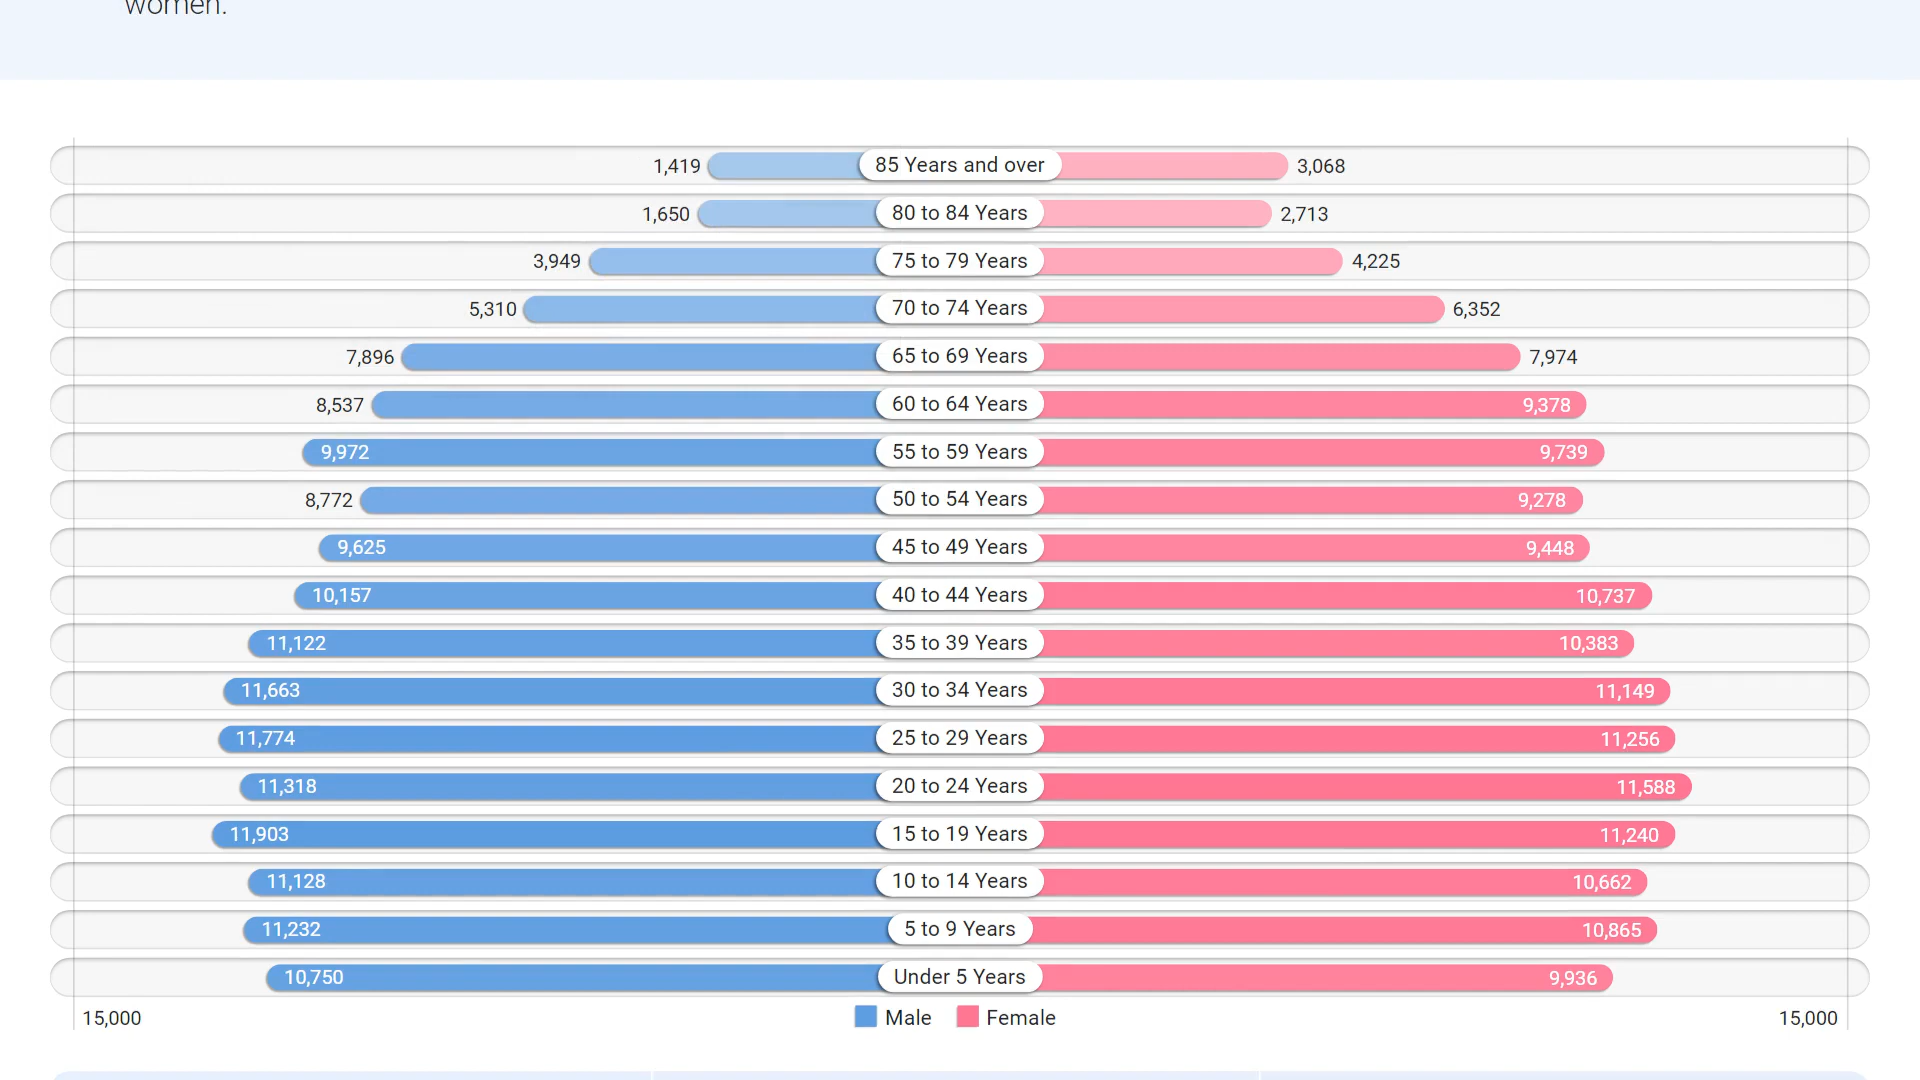 women.
1,419 85 Years and over 3,068
1,650 80 to 84 Years 2,713
3,949 75 to 79 Years 4,225
5,310 70 to 74 Years 6,352
7,896 65 to 69 Years 7,974
8,537 60 to 64 Years 9,378
9,972 55 to 59 Years 9,739
8,772 50 to 54 Years 9,278
9,625 45 to 49 Years 9,448
10,157 40 to 44 Years 10,737
11,122 35 to 39 Years 10,383
11,663 30 to 34 Years 11,149
11,774 25 to 29 Years 11,256
11,318 20 to 24 Years 11,588
11,903 15 to 19 Years 11,240
11,128 10 to 14 Years 10,662
11,232 5 to 9 Years 10,865
10,750 Under 5 Years 9,936
15,000 Male Female 15,000